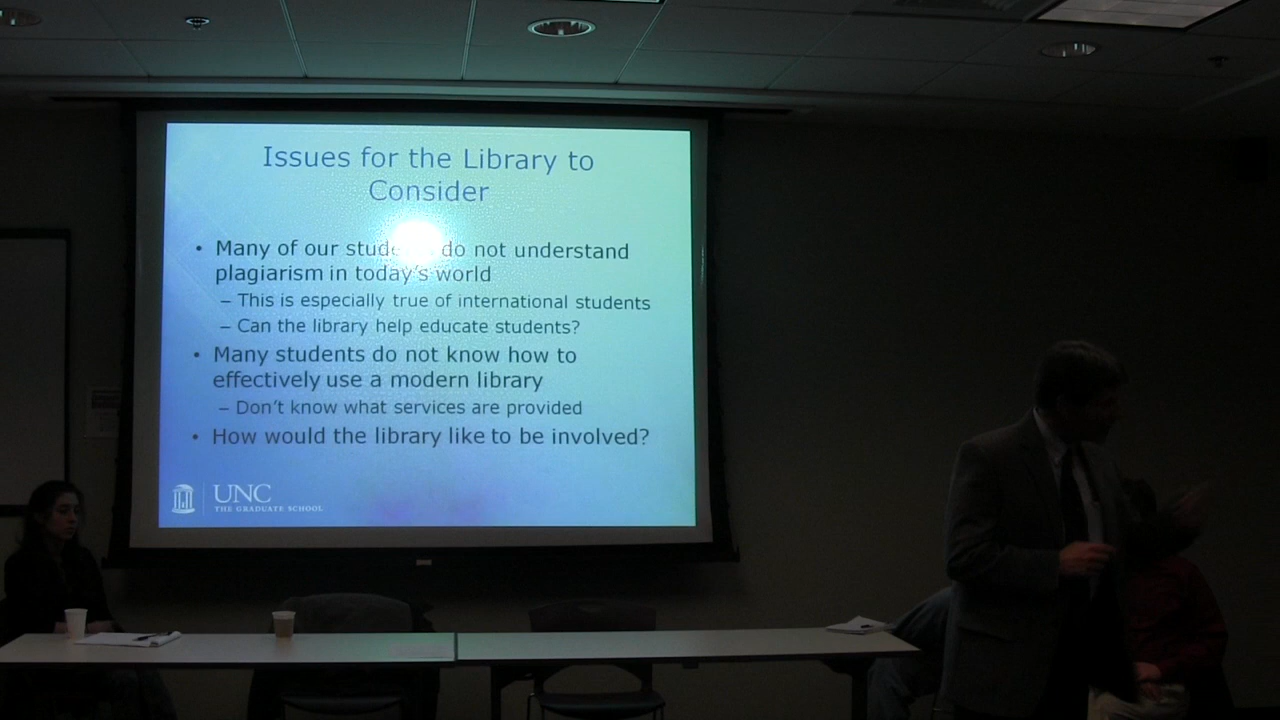 Issues for the Library to
Consider
• Many of our students do not understand
plagiarism in today's world
– This is especially true of international students
– Can the library help educate students?
• Many students do not know how to
effectively use a modern library
– Don't know what services are provided
• How would the library like to be involved?
UNC
THE GRADUATE SCHOOL